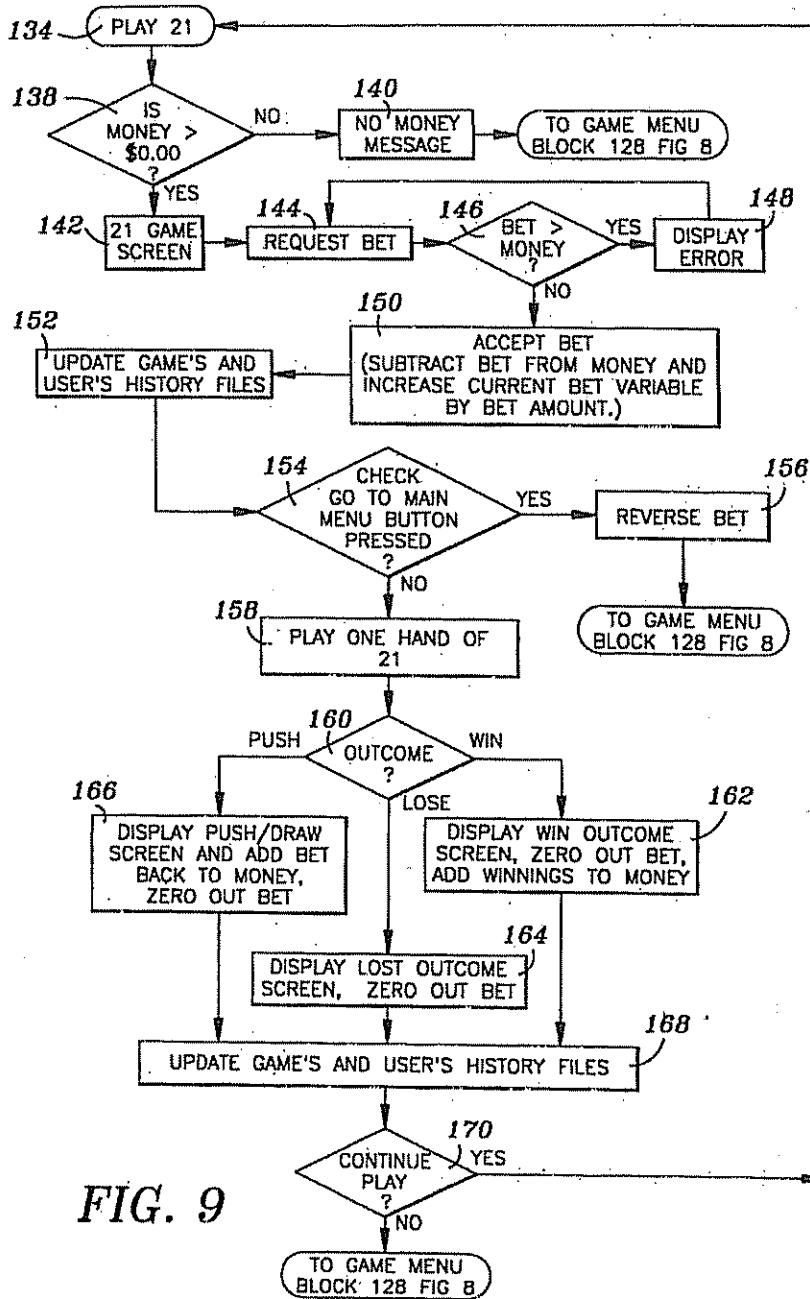 134
PLAY 21
138
IS
MONEY >
$0.00
?
NO
YES
140
NO MONEY
MESSAGE
TO GAME MENU
BLOCK 128 FIG 8
142
21 GAME
SCREEN
144
REQUEST BET
146
BET >
MONEY
?
YES
NO
148
DISPLAY
ERROR
150
ACCEPT BET
(SUBTRACT BET FROM MONEY AND
INCREASE CURRENT BET VARIABLE
BY BET AMOUNT.)
152
UPDATE GAME'S AND
USER'S HISTORY FILES
154
CHECK
GO TO MAIN
MENU BUTTON
PRESSED
?
YES
NO
156
REVERSE BET
TO GAME MENU
BLOCK 128 FIG 8
158
PLAY ONE HAND OF
21
160
OUTCOME
?
PUSH
WIN
LOSE
166
DISPLAY PUSH/DRAW
SCREEN AND ADD BET
BACK TO MONEY,
ZERO OUT BET
162
DISPLAY WIN OUTCOME
SCREEN, ZERO OUT BET,
ADD WINNINGS TO MONEY
164
DISPLAY LOST OUTCOME
SCREEN, ZERO OUT BET
168
UPDATE GAME'S AND USER'S HISTORY FILES
170
CONTINUE
PLAY
?
YES
NO
TO GAME MENU
BLOCK 128 FIG 8
FIG. 9